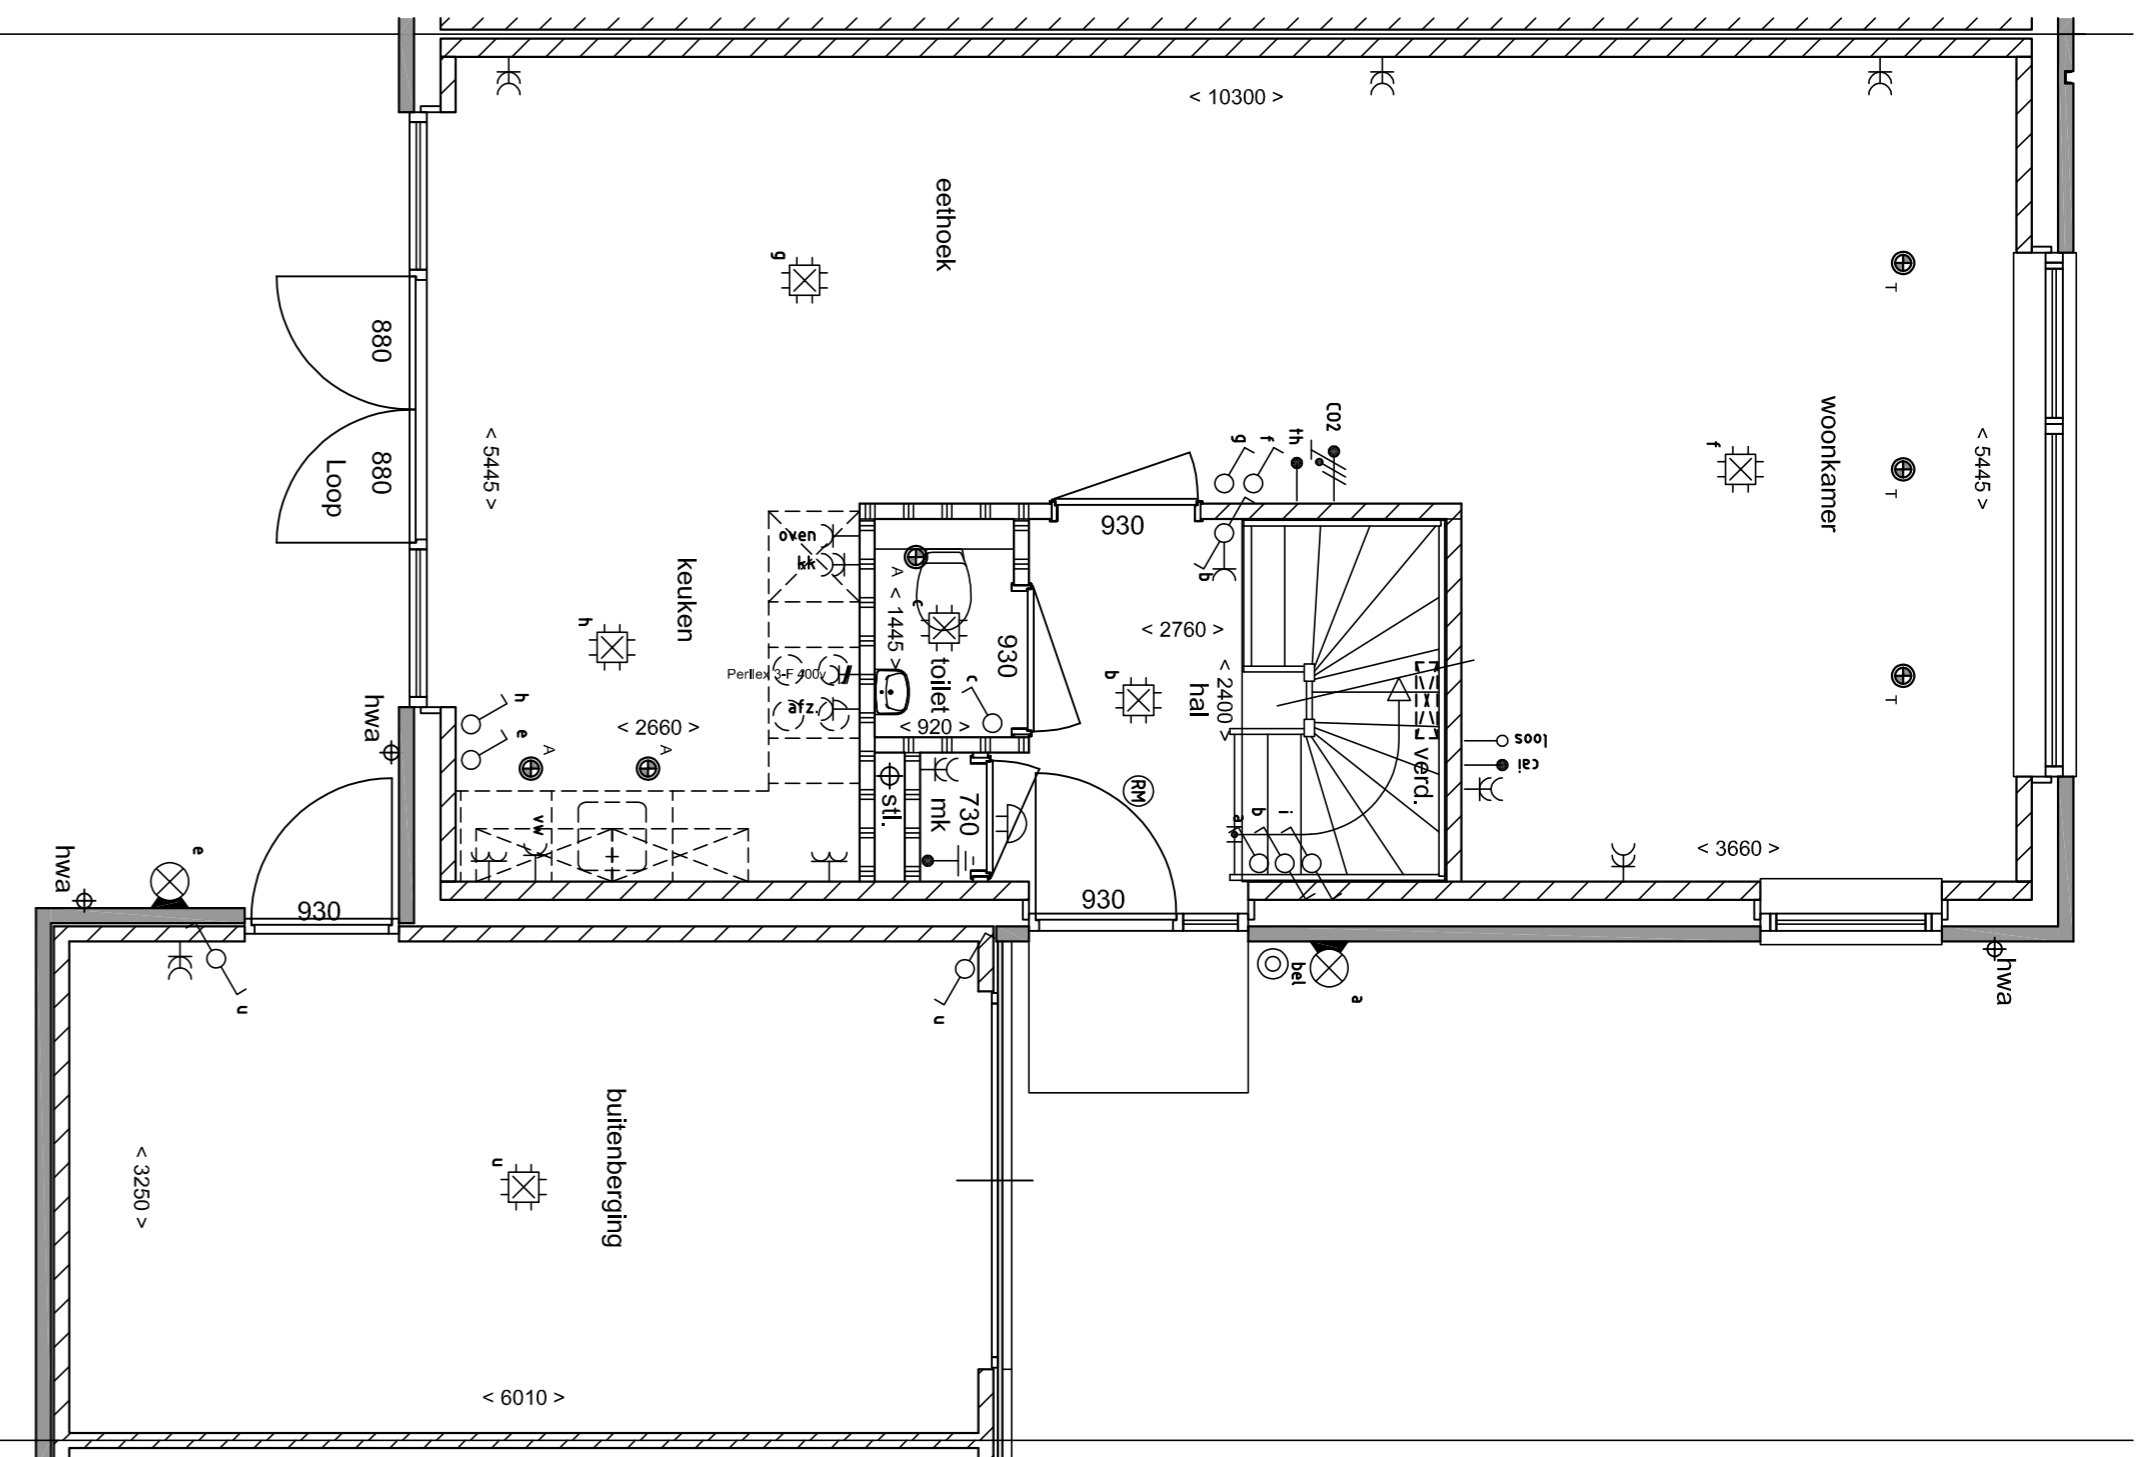 < 10300 >
eethoek
g
T
880
880
Loop
< 5445 >
CO2
th
f
g
woonkamer
f
T
< 5445 >
930
oven
kk
keuken
h
A
< 1445 >
c
toilet
930
c
< 920 >
b
< 2760 >
< 2400 >
hal
b
T
Perilex 3-F 400v
afz.
hwa
h
e
< 2660 >
A
A
verd.
loos
cai
vw
stl.
mk
730
RM
a
b
i
< 3660 >
hwa
e
930
930
u
u
bel
a
hwa
buitenberging
u
< 3250 >
< 6010 >